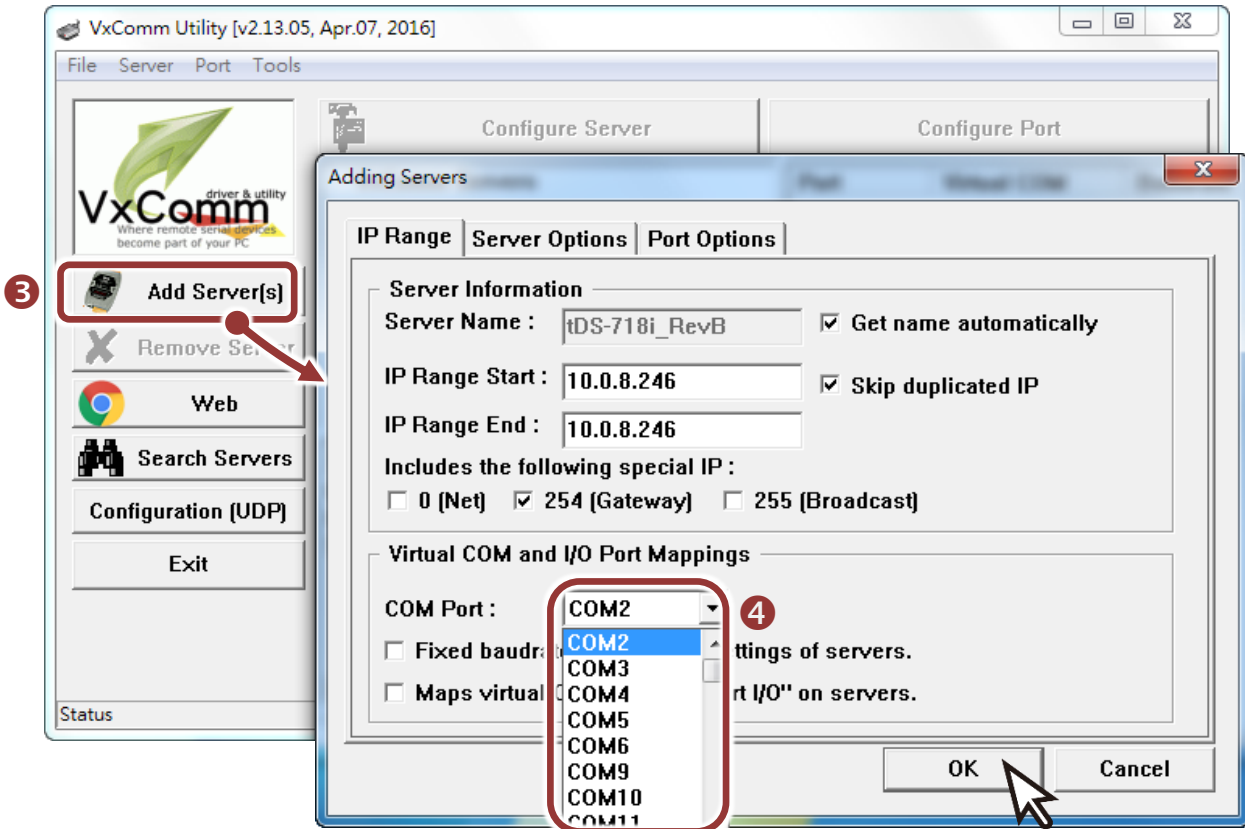 VxComm Utility [v2.13.05, Apr.07, 2016]
File Server Port Tools
Configure Server
Configure Port
driver & utility
VxComm
Where remote serial devices
become part of your PC
Adding Servers
Port Virtual COM
IP Range
Server Options
Port Options
3
Add Server(s)
Remove Server
Web
Search Servers
Configuration (UDP)
Exit
Status
Server Information
Server Name : tDS-718i_RevB
Get name automatically
IP Range Start : 10.0.8.246
Skip duplicated IP
IP Range End : 10.0.8.246
Includes the following special IP :
0 (Net) 254 (Gateway) 255 (Broadcast)
Virtual COM and I/O Port Mappings
COM Port : COM2
4
Fixed baudra ttings of servers.
Maps virtual rt I/O" on servers.
COM2
COM3
COM4
COM5
COM6
COM9
COM10
COM11
OK
Cancel